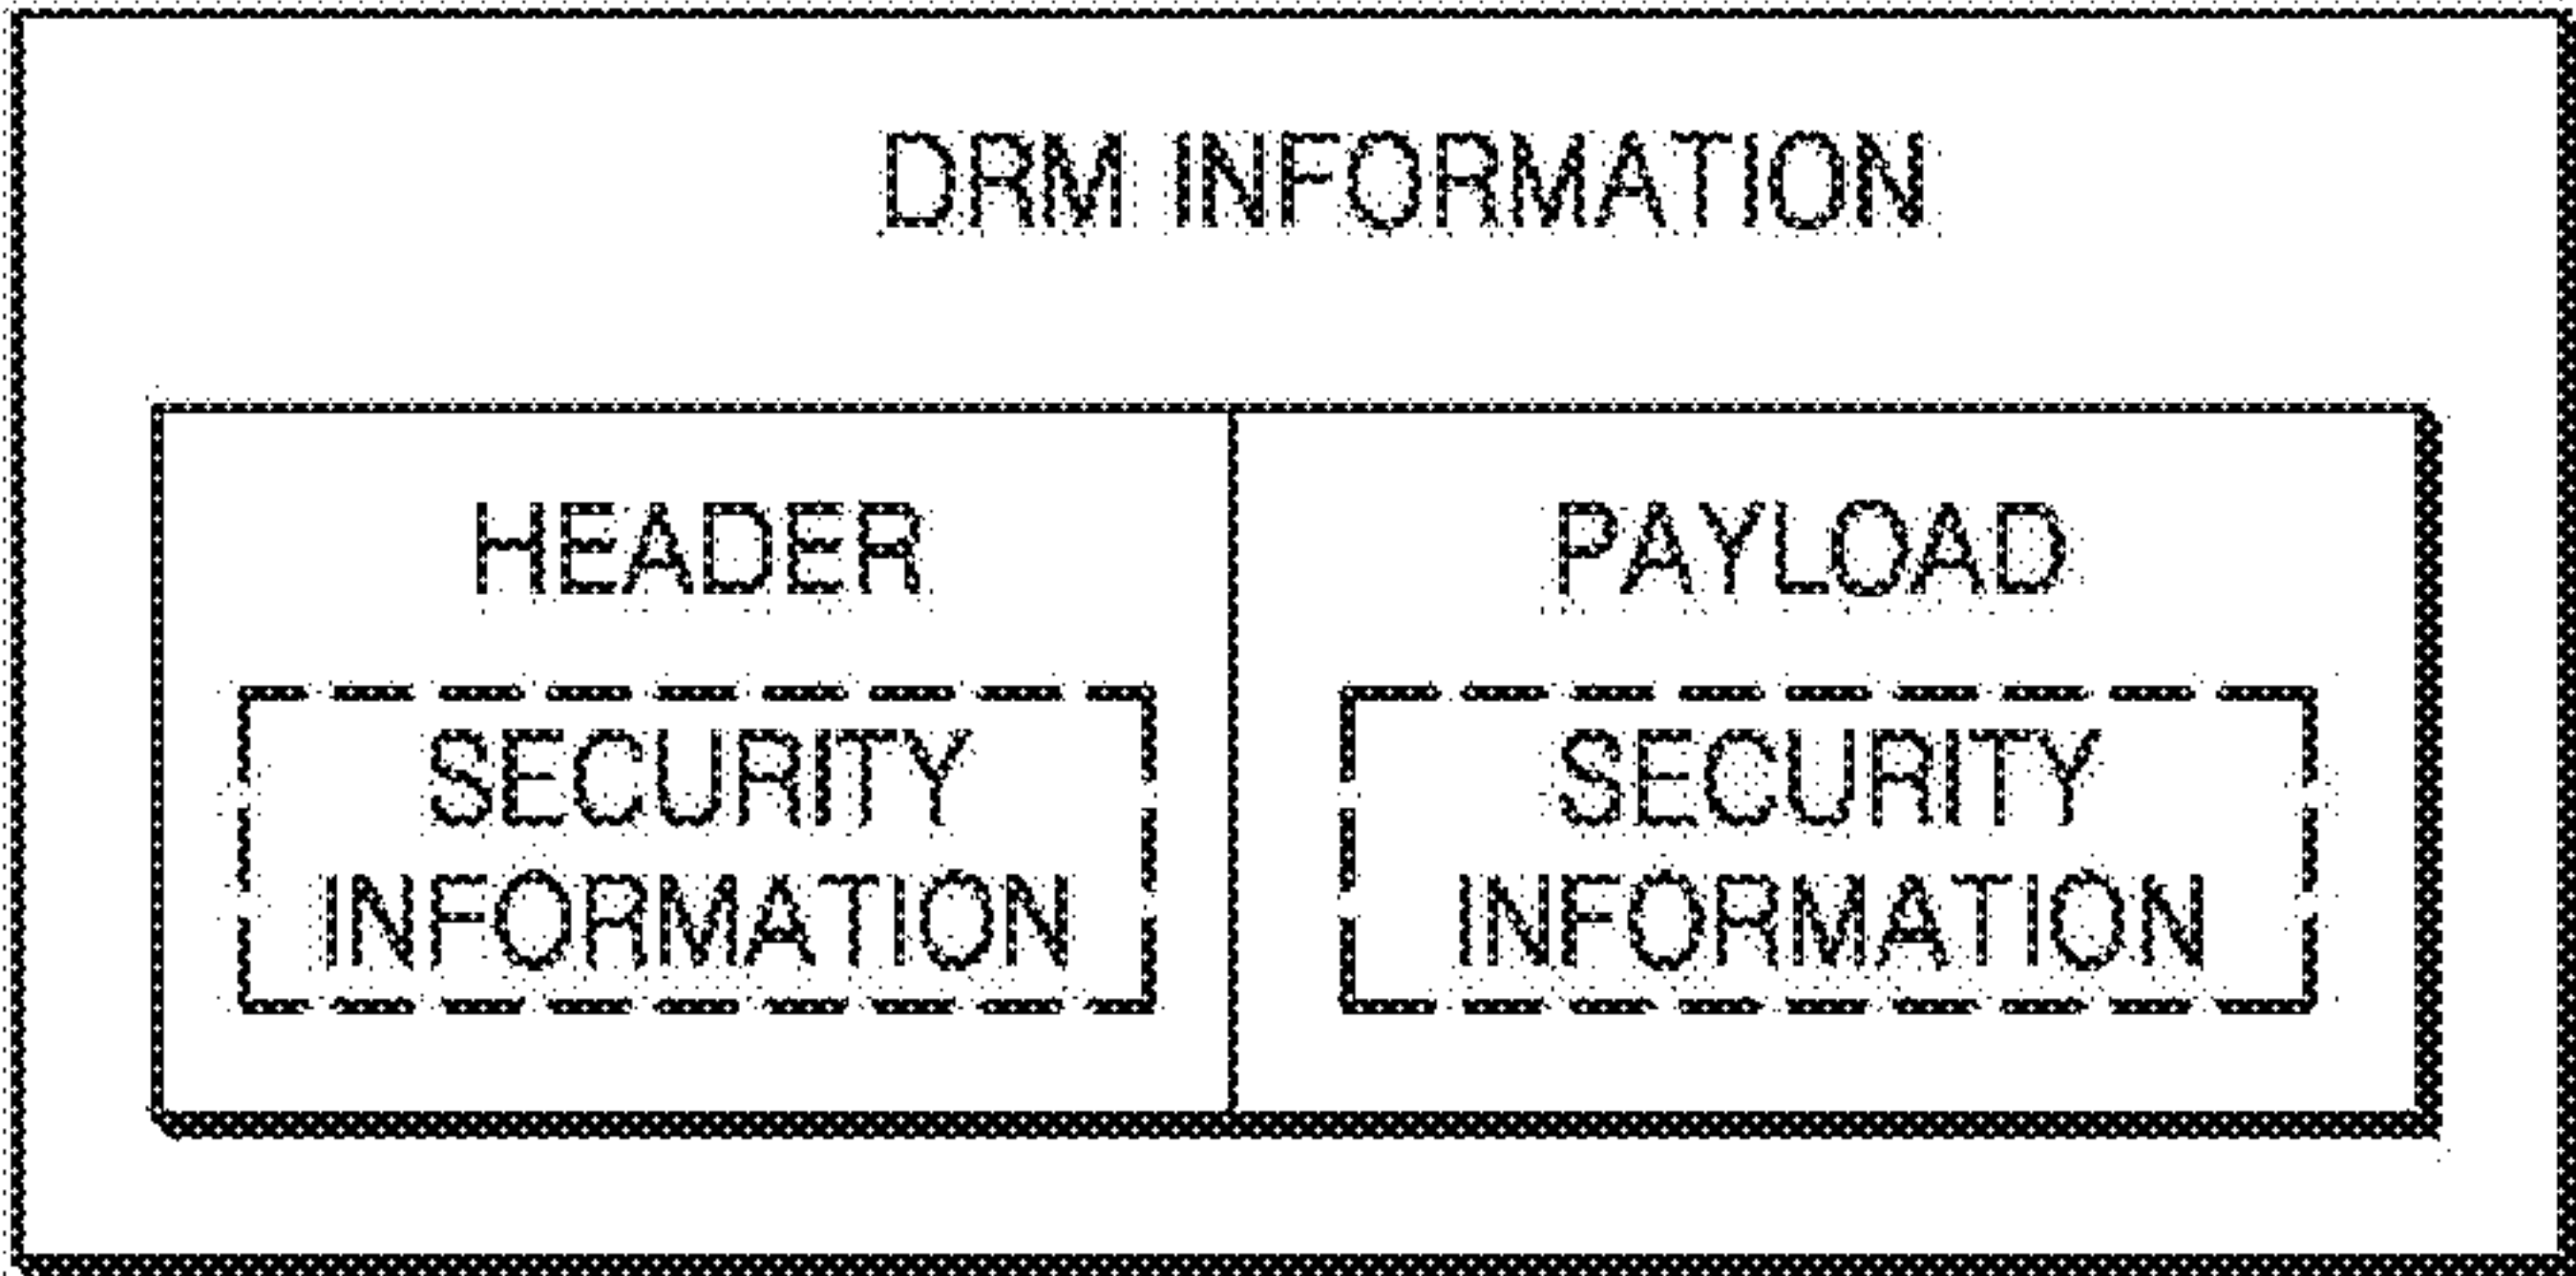 DRM INFORMATION
HEADER
SECURITY
INFORMATION
PAYLOAD
SECURITY
INFORMATION